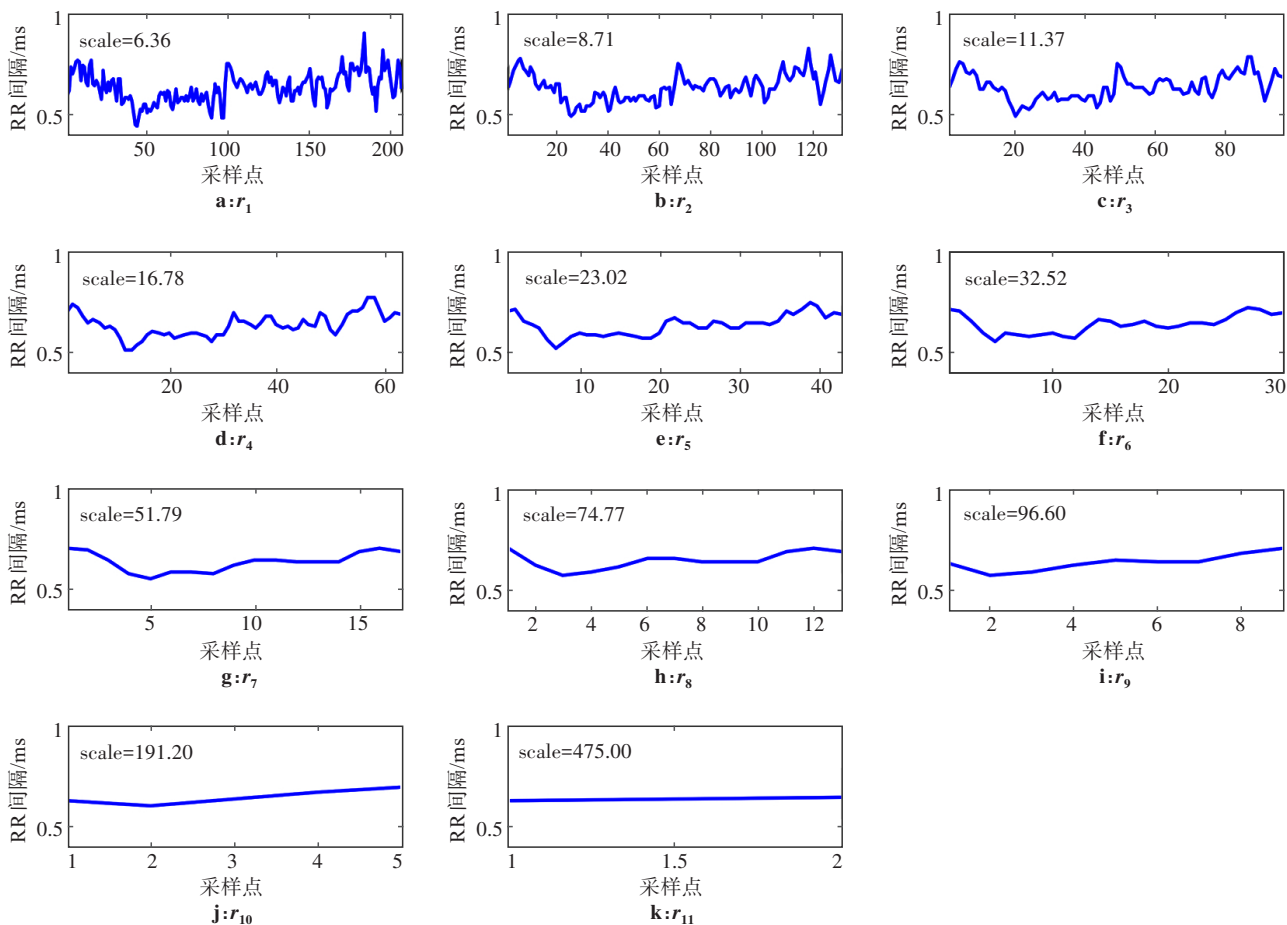 1
scale=6.36
0.5
RR 间隔/ms
50 100 150 200
采样点
a:r₁
1
scale=8.71
0.5
RR 间隔/ms
20 40 60 80 100 120
采样点
b:r₂
1
scale=11.37
0.5
RR 间隔/ms
20 40 60 80
采样点
c:r₃
1
scale=16.78
0.5
RR 间隔/ms
20 40 60
采样点
d:r₄
1
scale=23.02
0.5
RR 间隔/ms
10 20 30 40
采样点
e:r₅
1
scale=32.52
0.5
RR 间隔/ms
10 20 30
采样点
f:r₆
1
scale=51.79
0.5
RR 间隔/ms
5 10 15
采样点
g:r₇
1
scale=74.77
0.5
RR 间隔/ms
2 4 6 8 10 12
采样点
h:r₈
1
scale=96.60
0.5
RR 间隔/ms
2 4 6 8
采样点
i:r₉
1
scale=191.20
0.5
RR 间隔/ms
1 2 3 4 5
采样点
j:r₁₀
1
scale=475.00
0.5
RR 间隔/ms
1 1.5 2
采样点
k:r₁₁